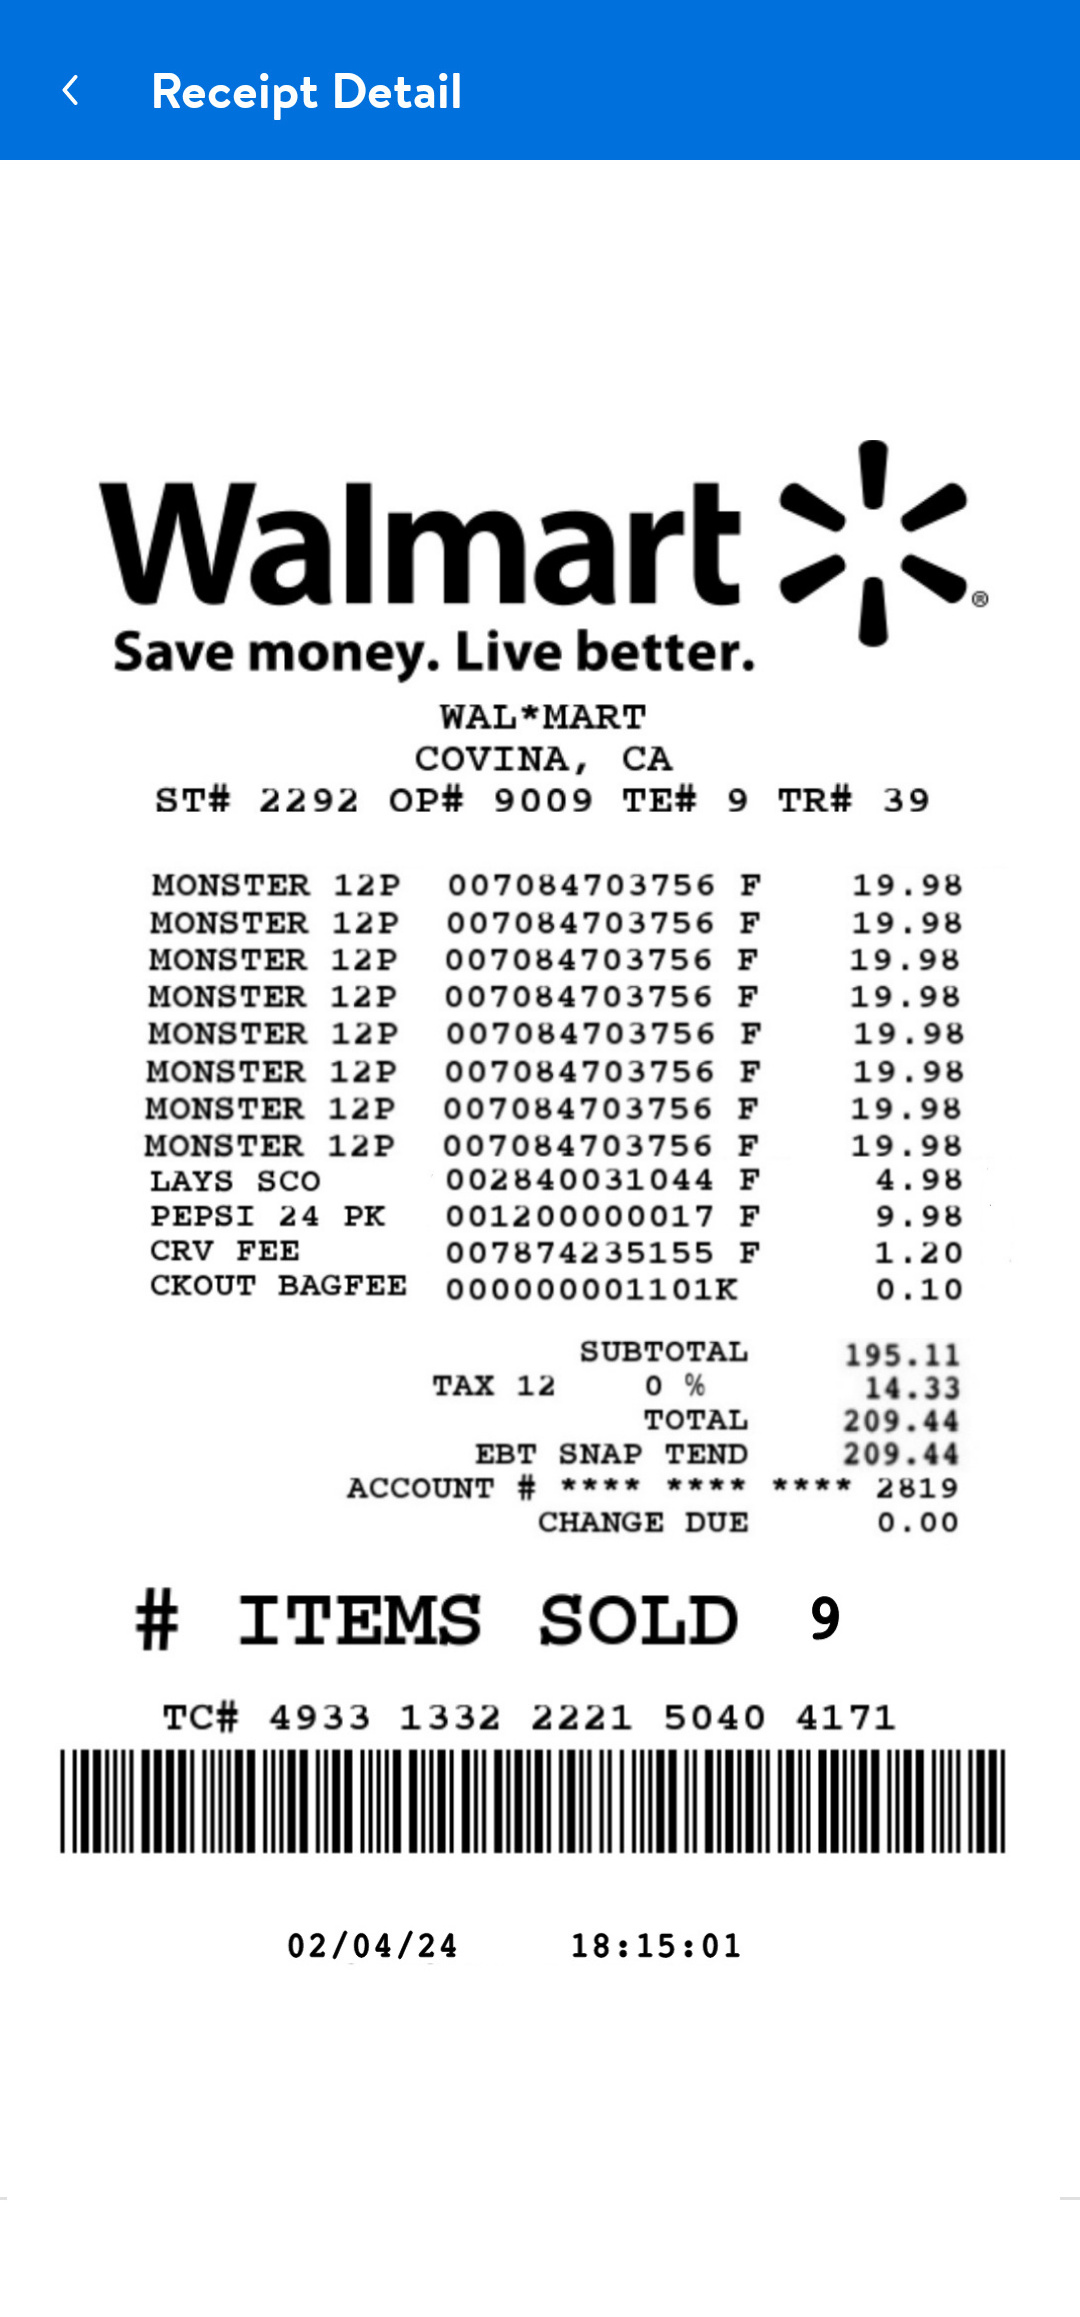 Receipt Detail
Walmart ®
Save money. Live better.
WAL*MART
COVINA, CA
ST# 2292 OP# 9009 TE# 9 TR# 39
MONSTER 12P 007084703756 F 19.98
MONSTER 12P 007084703756 F 19.98
MONSTER 12P 007084703756 F 19.98
MONSTER 12P 007084703756 F 19.98
MONSTER 12P 007084703756 F 19.98
MONSTER 12P 007084703756 F 19.98
MONSTER 12P 007084703756 F 19.98
MONSTER 12P 007084703756 F 19.98
LAYS SCO 002840031044 F 4.98
PEPSI 24 PK 001200000017 F 9.98
CRV FEE 007874235155 F 1.20
CKOUT BAGFEE 000000001101K 0.10
SUBTOTAL 195.11
TAX 12 0 % 14.33
TOTAL 209.44
EBT SNAP TEND 209.44
ACCOUNT # **** **** **** 2819
CHANGE DUE 0.00
# ITEMS SOLD 9
TC# 4933 1332 2221 5040 4171
02/04/24 18:15:01